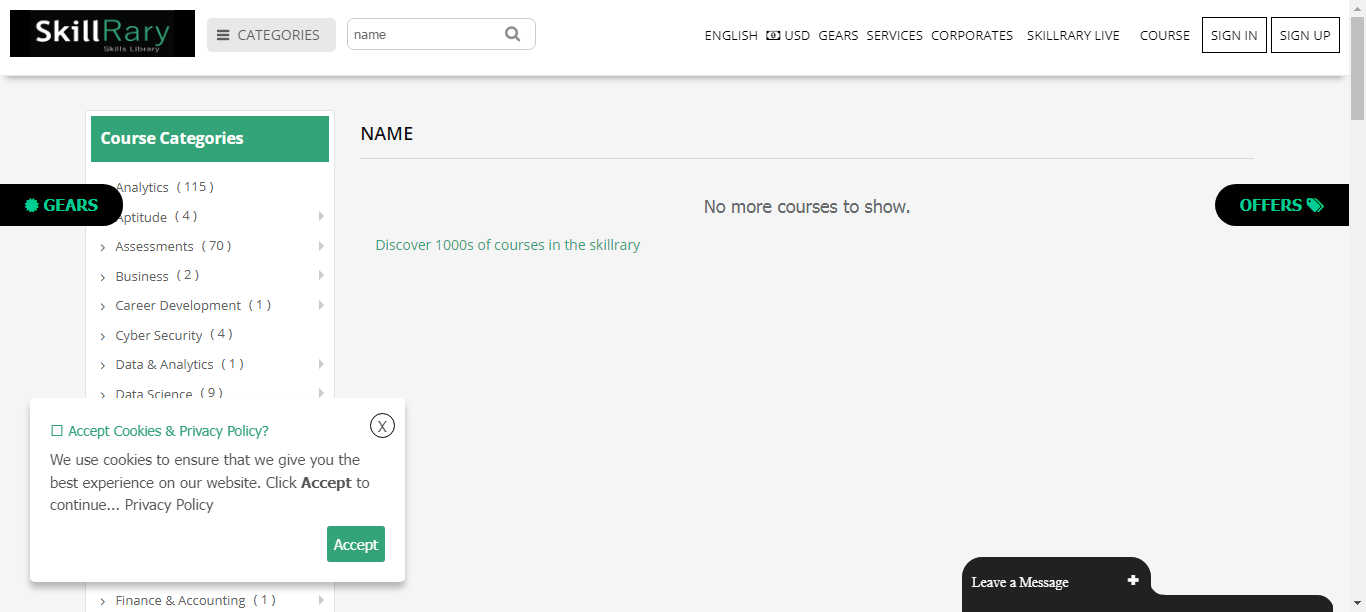 SkillRary
Skills Library
CATEGORIES
name
ENGLISH USD GEARS SERVICES CORPORATES SKILLRARY LIVE COURSE SIGN IN SIGN UP
Course Categories
NAME
Analytics ( 115 )
Aptitude ( 4 )
GEARS
No more courses to show.
OFFERS
Assessments ( 70 )
Discover 1000s of courses in the skillrary
Business ( 2 )
Career Development ( 1 )
Cyber Security ( 4 )
Data & Analytics ( 1 )
Data Science ( 9 )
Accept Cookies & Privacy Policy?
X
We use cookies to ensure that we give you the
best experience on our website. Click Accept to
continue... Privacy Policy
Accept
Leave a Message
Finance & Accounting ( 1 )